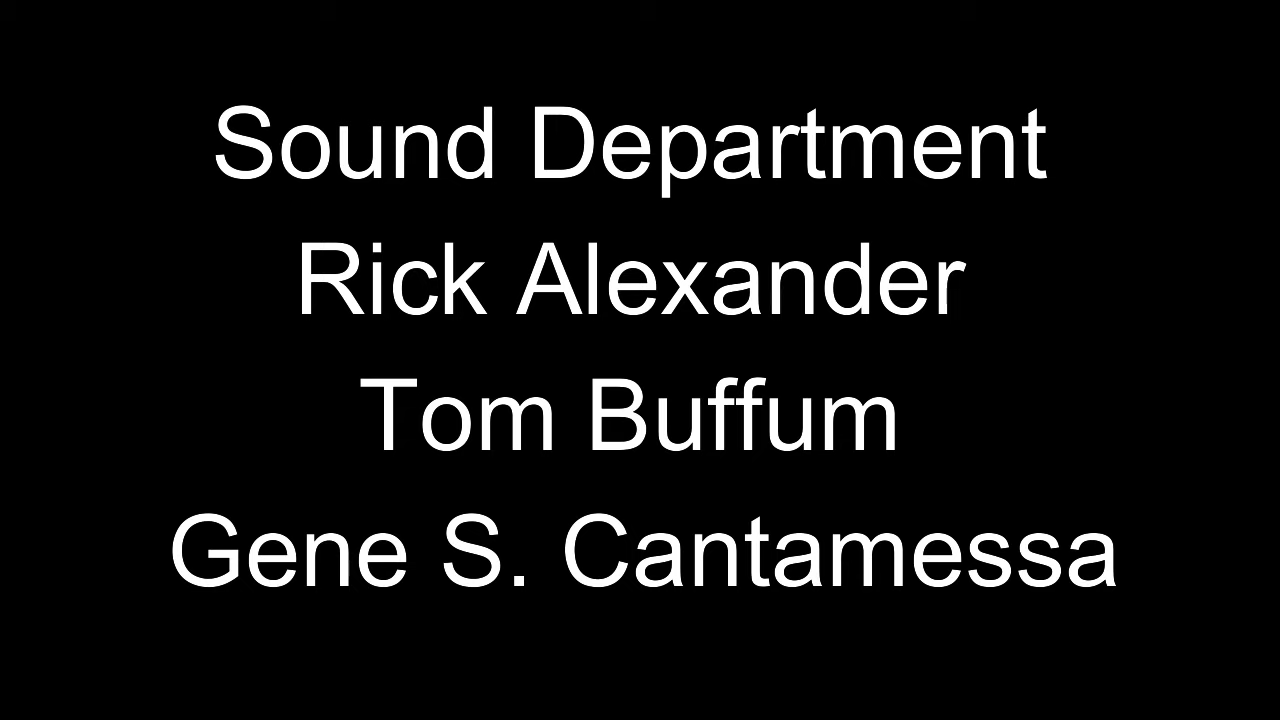 Sound Department
Rick Alexander
Tom Buffum
Gene S. Cantamessa